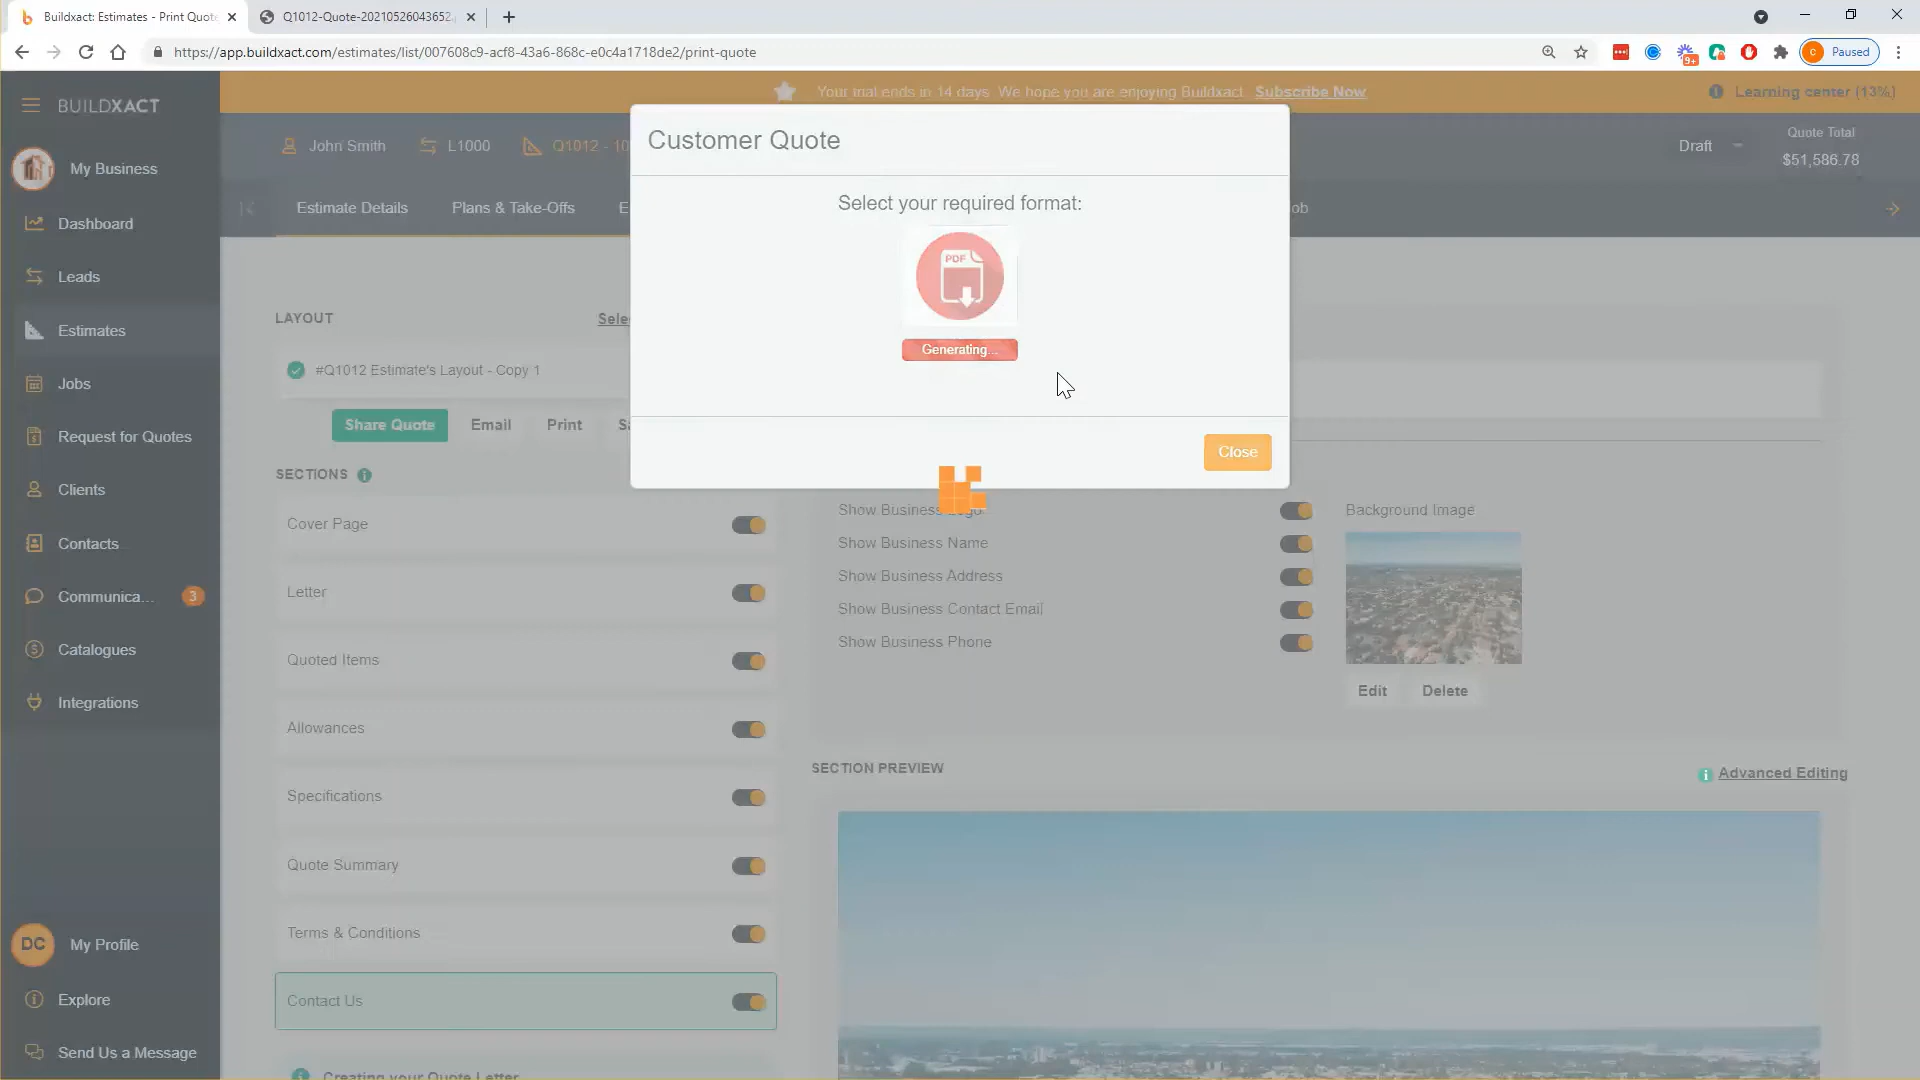 Buildxact: Estimates - Print Quote
Q1012-Quote-20210526043652.
https://app.buildxact.com/estimates/list/007608c9-acf8-43a6-868c-e0c4a1718de2/print-quote
9+
C
Paused
BUILDXACT
Your trial ends in 14 days. We hope you are enjoying Buildxact. Subscribe Now
Learning center (13%)
My Business
Dashboard
Leads
Estimates
Jobs
Request for Quotes
Clients
Contacts
Communica...
3
Catalogues
Integrations
DC
My Profile
Explore
Send Us a Message
John Smith
L1000
Q1012 - 10
Draft
Quote Total
$51,586.78
Estimate Details
Plans & Take-Offs
E
ob
Customer Quote
Select your required format:
PDF
Generating...
Close
LAYOUT
Sele
#Q1012 Estimate's Layout - Copy 1
Share Quote
Email
Print
Sa
SECTIONS
Cover Page
Letter
Quoted Items
Allowances
Specifications
Quote Summary
Terms & Conditions
Contact Us
Creating your Quote Letter
Show Business Logo
Show Business Name
Show Business Address
Show Business Contact Email
Show Business Phone
Background Image
Edit
Delete
SECTION PREVIEW
Advanced Editing